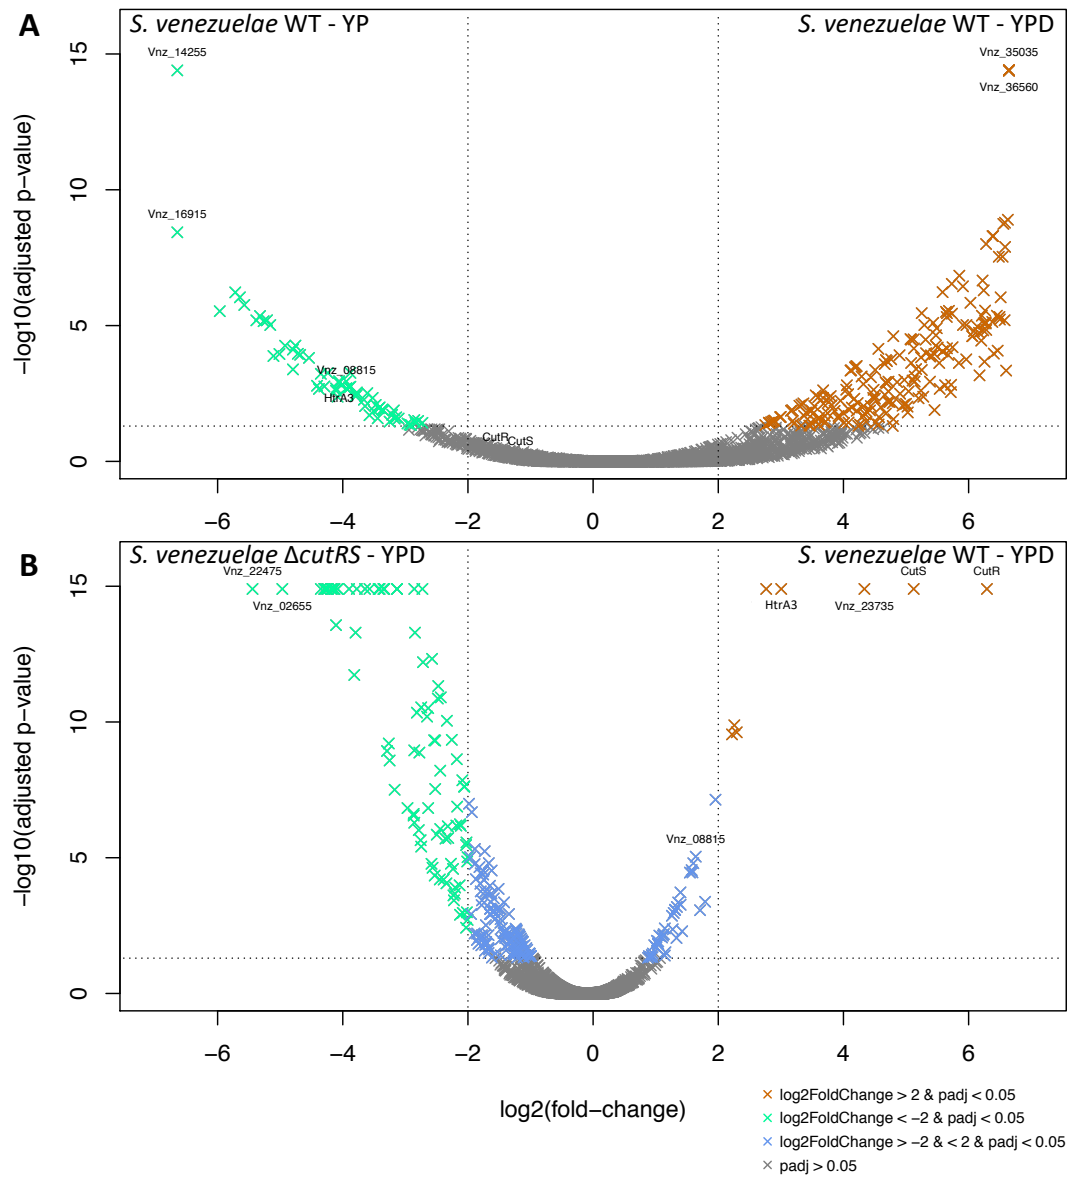 A
S. venezuelae WT - YP
S. venezuelae WT - YPD
Vnz_14255
Vnz_35035
Vnz_36560
Vnz_16915
Vnz_08815
HtrA3
CutR
CutS
15
10
5
0
−log10(adjusted p−value)
−6 −4 −2 0 2 4 6
B
S. venezuelae ΔcutRS - YPD
S. venezuelae WT - YPD
Vnz_22475
Vnz_02655
CutS
CutR
HtrA3
Vnz_23735
Vnz_08815
15
10
5
0
−log10(adjusted p−value)
−6 −4 −2 0 2 4 6
log2(fold−change)
log2FoldChange > 2 & padj < 0.05
log2FoldChange < −2 & padj < 0.05
log2FoldChange > −2 & < 2 & padj < 0.05
padj > 0.05